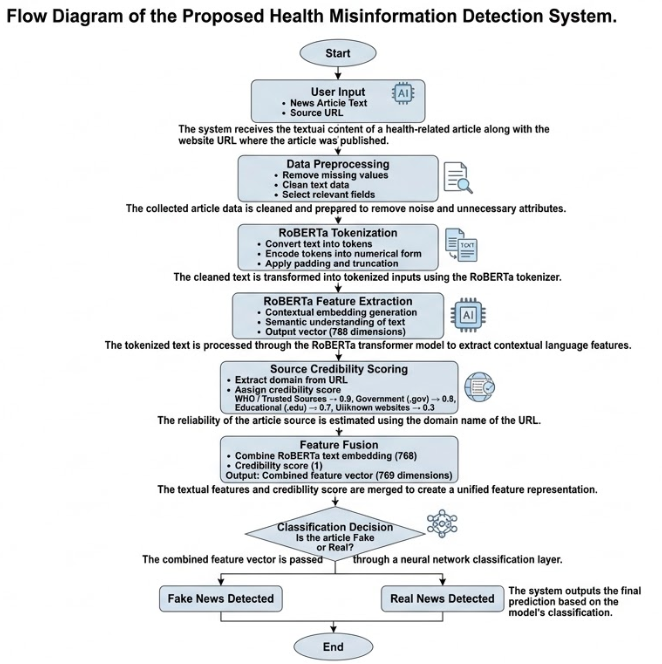 Flow Diagram of the Proposed Health Misinformation Detection System.
Start
User Input
• News Article Text
• Source URL
AI
The system receives the textuai content of a health-related article along with the
website URL where the article was published.
Data Preprocessing
• Remove missing values
• Clean text data
• Select relevant fields
The collected article data is cleaned and prepared to remove noise and unnecessary attributes.
RoBERTa Tokenization
• Convert text into tokens
• Encode tokens into numerical form
• Apply padding and truncation
TCXT
The cleaned text is transformed into tokenized inputs using the RoBERTa tokenizer.
RoBERTa Feature Extraction
• Contextual embedding generation
• Semantic understanding of text
• Output vector (788 dimensions)
AI
The tokenized text is processed through the RoBERTa transformer model to extract contextual language features.
Source Credibility Scoring
• Extract domain from URL
• Aasign credibility score
WHO / Trusted Sources → 0.9, Government (.gov) → 0.8,
Educational (.edu) → 0.7, Uiiknown websites → 0.3
The reliability of the article source is estimated using the domain name of the URL.
Feature Fusion
• Combine RoBERTa text embedding (768)
• Credibility score (1)
Output: Combined feature vector (769 dimensions)
The textual features and credibility score are merged to create a unified feature representation.
Classification Decision
Is the article Fake
or Real?
The combined feature vector is passed through a neural network classification layer.
Fake News Detected
Real News Detected
The system outputs the final
prediction based on the
model's classification.
End